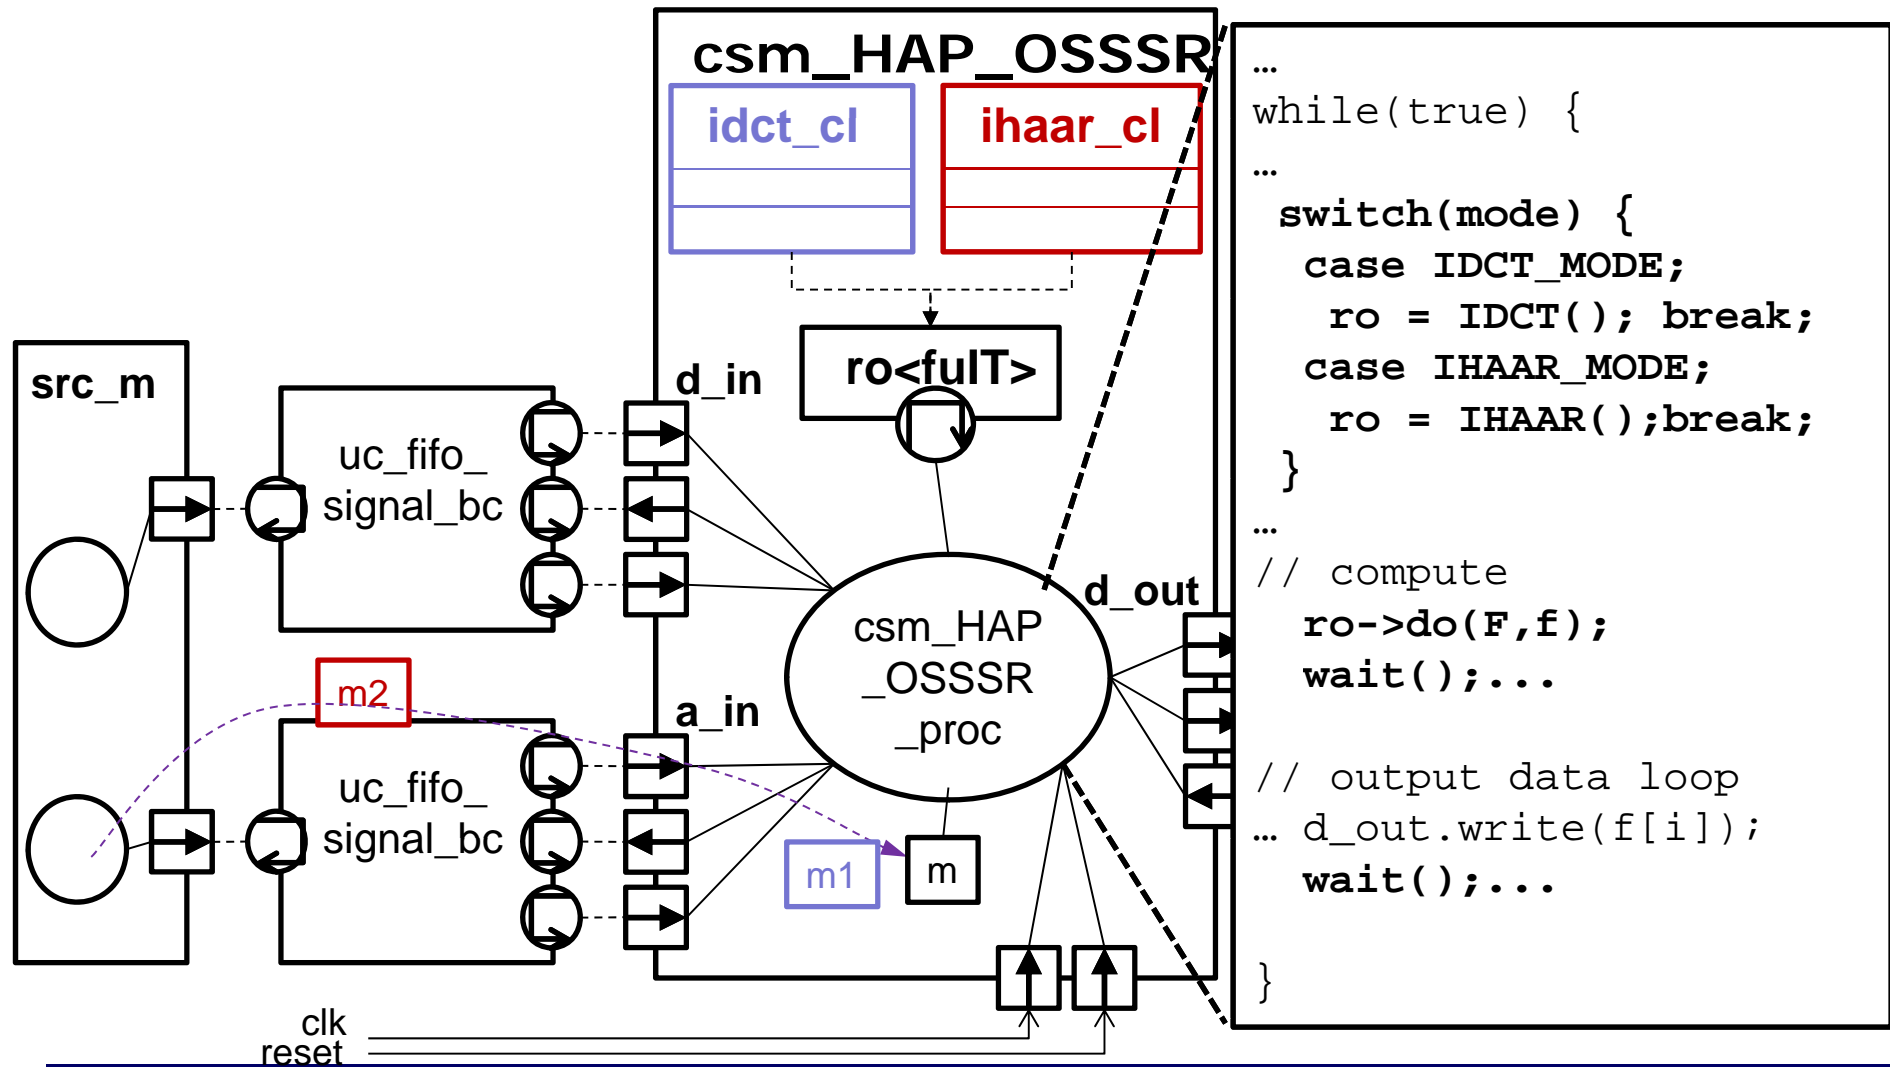 csm_HAP_OSSSR
idct_cl
ihaar_cl
ro<fulT>
src_m
uc_fifo_
signal_bc
d_in
m2
uc_fifo_
signal_bc
a_in
csm_HAP
_OSSSR
_proc
d_out
m1
m
clk
reset
…
while(true) {
…
switch(mode) {
case IDCT_MODE;
ro = IDCT(); break;
case IHAAR_MODE;
ro = IHAAR();break;
}
…
// compute
ro->do(F,f);
wait();...
// output data loop
… d_out.write(f[i]);
wait();...
}